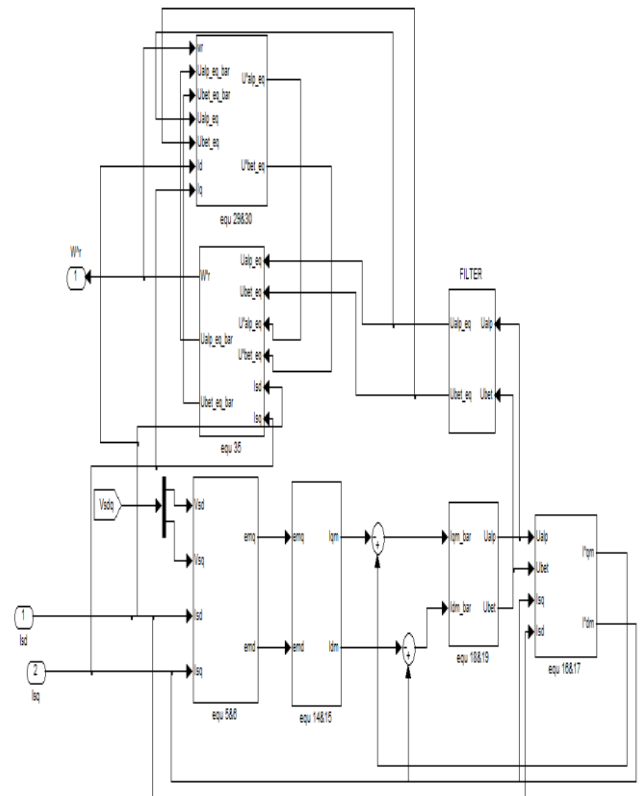 wr
Ualp_eq_bar
Ubet_eq_bar
Ualp_eq
Ubet_eq
Id
Iq
U^alp_eq
U^bet_eq
equ 29&30
W^r
1
W^r
Ualp_eq_bar
Ubet_eq_bar
Ualp_eq
Ubet_eq
U^alp_eq
U^bet_eq
Isd
Isq
equ 35
FILTER
Ualp_eq
Ubet_eq
Ualp
Ubet
Vsdq
Vsd
Vsq
Isd
Isq
emq
emd
equ 5&6
emq
emd
Iqm
Idm
equ 14&15
Iqm_bar
Idm_bar
Ualp
Ubet
equ 18&19
Ualp
Ubet
Isq
Isd
I^qm
I^dm
equ 16&17
1
Isd
2
Isq